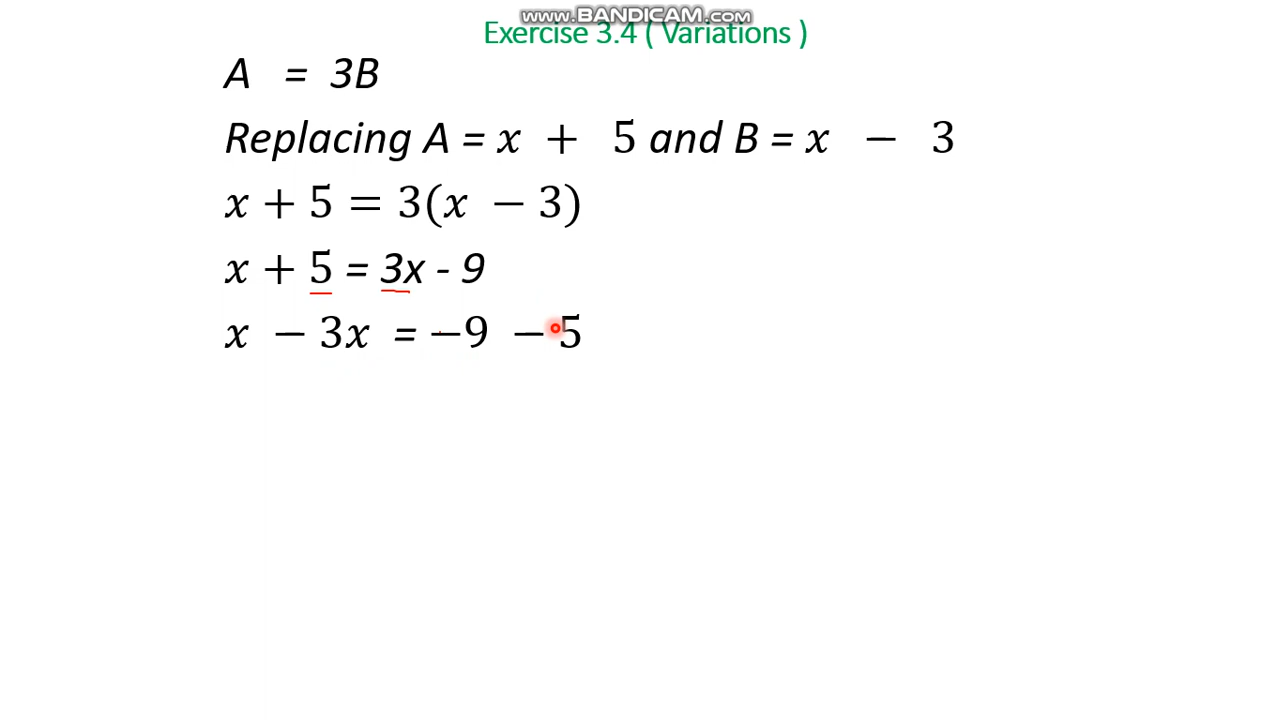 www.BANDICAM.com
Exercise 3.4 ( Variations )
A = 3B
Replacing A = x + 5 and B = x − 3
x + 5 = 3(x − 3)
x + 5 = 3x - 9
x − 3x = −9 − 5